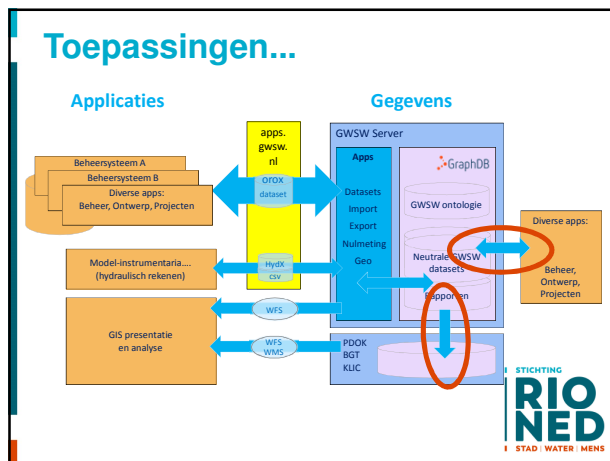 Toepassingen...
Applicaties
Gegevens
Beheersysteem A
Beheersysteem B
Diverse apps:
Beheer, Ontwerp, Projecten
Model-instrumentaria....
(hydraulisch rekenen)
GIS presentatie
en analyse
apps.
gwsw.
nl
OroX
dataset
HydX
csv
WFS
WFS
WMS
GWSW Server
Apps
Datasets
Import
Export
Nulmeting
Geo
GraphDB
GWSW ontologie
Neutrale GWSW
datasets
Rapporten
PDOK
BGT
KLIC
Diverse apps:
Beheer,
Ontwerp,
Projecten
STICHTING
RIO
NED
STAD | WATER | MENS